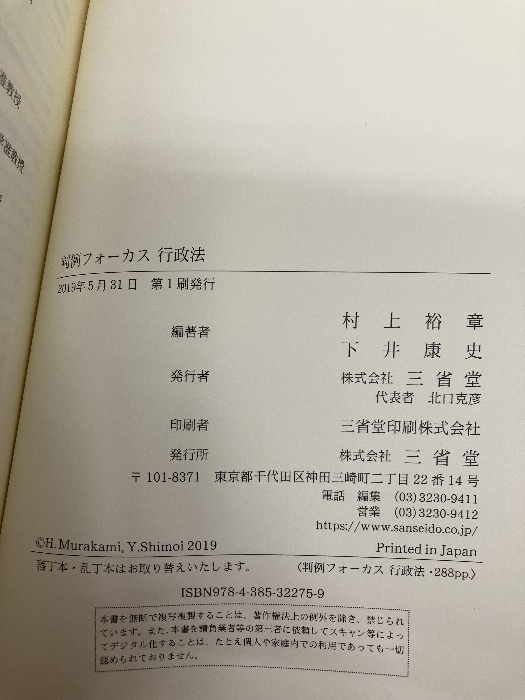 准教授
准教授
判例フォーカス 行政法
2019年5月31日 第1刷発行
編著者 村上裕章
下井康史
発行者 株式会社 三省堂
代表者 北口克彦
印刷者 三省堂印刷株式会社
発行所 株式会社 三省堂
〒101-8371 東京都千代田区神田三崎町二丁目22番14号
電話 編集 (03)3230-9411
営業 (03)3230-9412
https://www.sanseido.co.jp/
©H. Murakami, Y. Shimoi 2019 Printed in Japan
落丁本・乱丁本はお取り替えいたします。 〈判例フォーカス 行政法・288pp.〉
ISBN978-4-385-32275-9
本書を無断で複写複製することは、著作権法上の例外を除き、禁じられ
ています。また、本書を請負業者等の第三者に依頼してスキャン等によっ
てデジタル化することは、たとえ個人や家庭内での利用であっても一切
認められておりません。